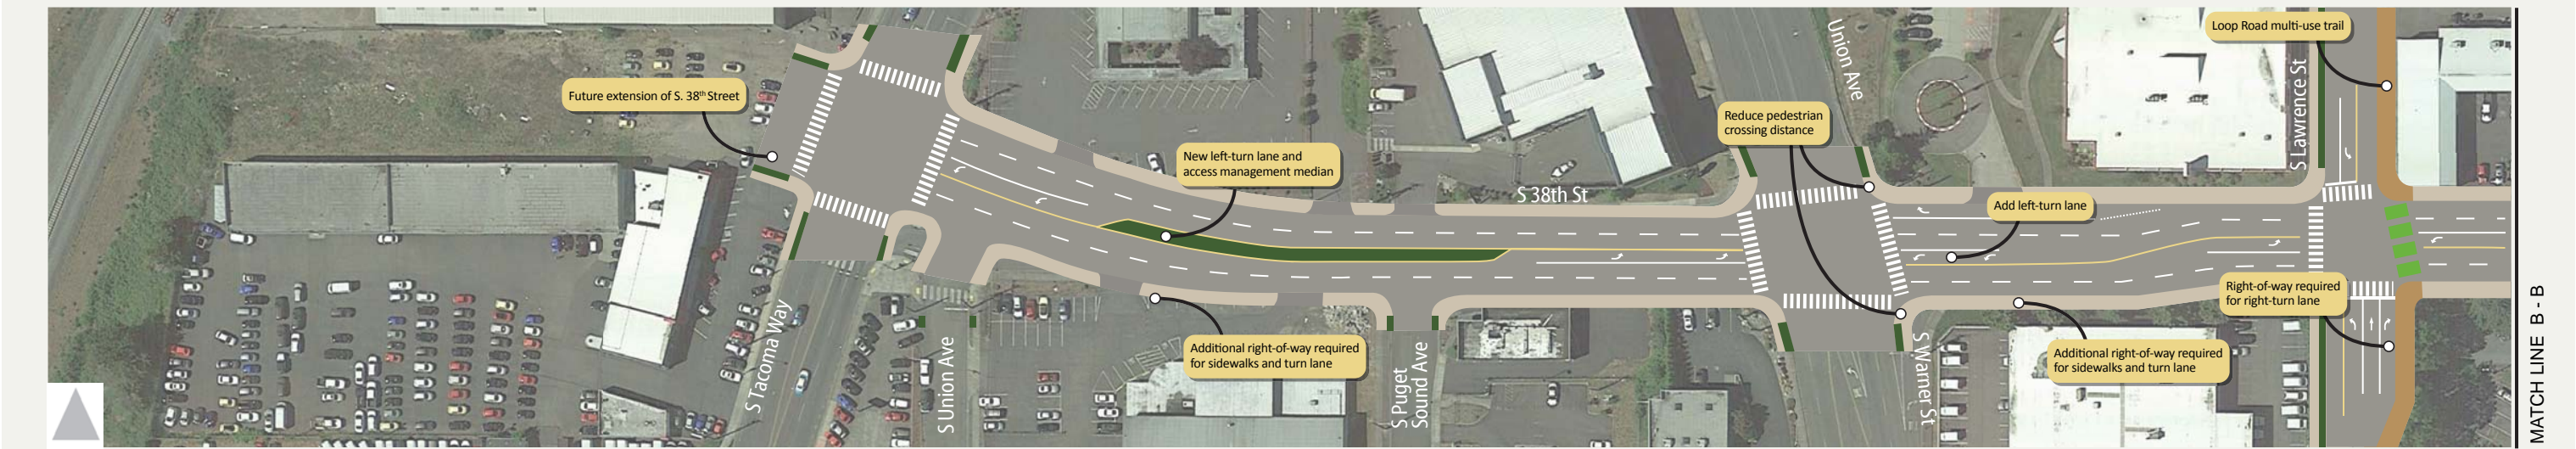 Loop Road multi-use trail
Future extension of S. 38th Street
Union Ave
Reduce pedestrian
crossing distance
S Lawrence St
New left-turn lane and
access management median
S 38th St
Add left-turn lane
Right-of-way required
for right-turn lane
S Tacoma Way
S Union Ave
Additional right-of-way required
for sidewalks and turn lane
S Puget
Sound Ave
S Warner St
Additional right-of-way required
for sidewalks and turn lane
MATCH LINE B - B